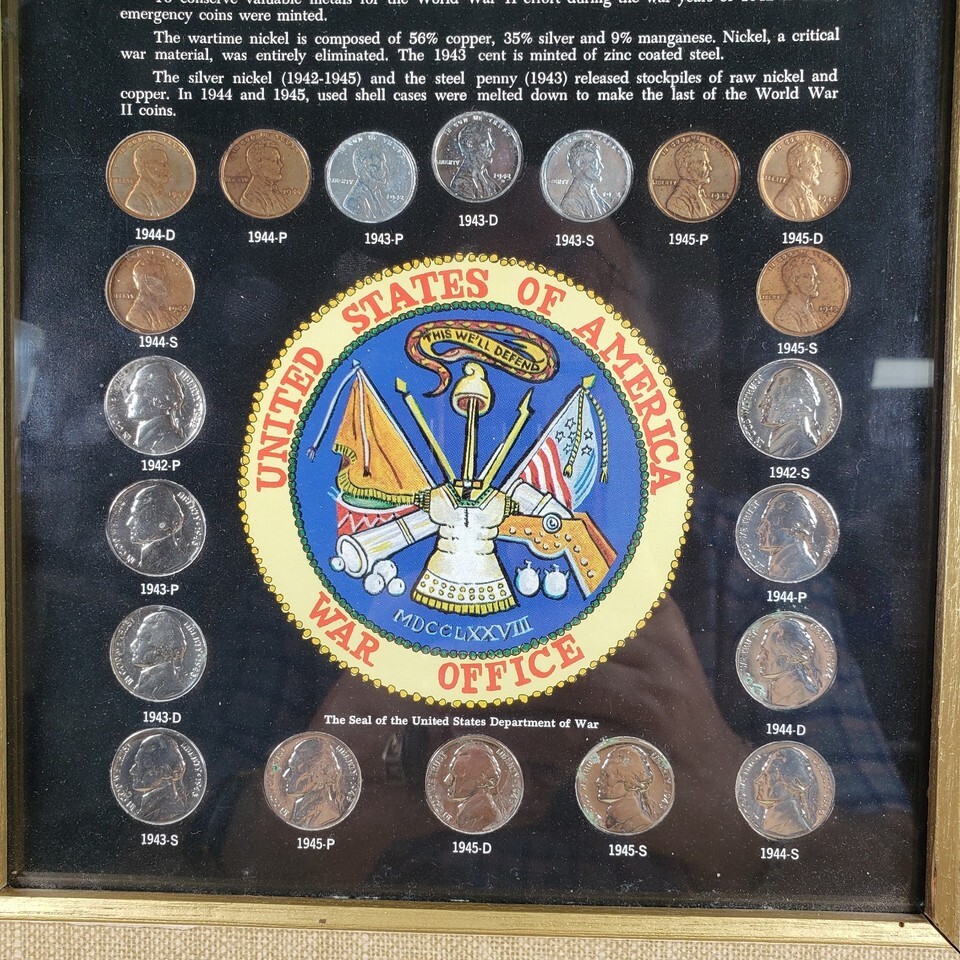 emergency coins were minted.
The wartime nickel is composed of 56% copper, 35% silver and 9% manganese. Nickel, a critical
war material, was entirely eliminated. The 1943 cent is minted of zinc coated steel.
The silver nickel (1942-1945) and the steel penny (1943) released stockpiles of raw nickel and
copper. In 1944 and 1945, used shell cases were melted down to make the last of the World War
II coins.
1944-D
1944-P
1943-P
1943-D
1943-S
1945-P
1945-D
1944-S
1945-S
UNITED STATES OF AMERICA
THIS WE'LL DEFEND
1942-P
1942-S
1943-P
1944-P
MDCCLXXVIII
WAR OFFICE
1943-D
1944-D
The Seal of the United States Department of War
1943-S
1945-P
1945-D
1945-S
1944-S